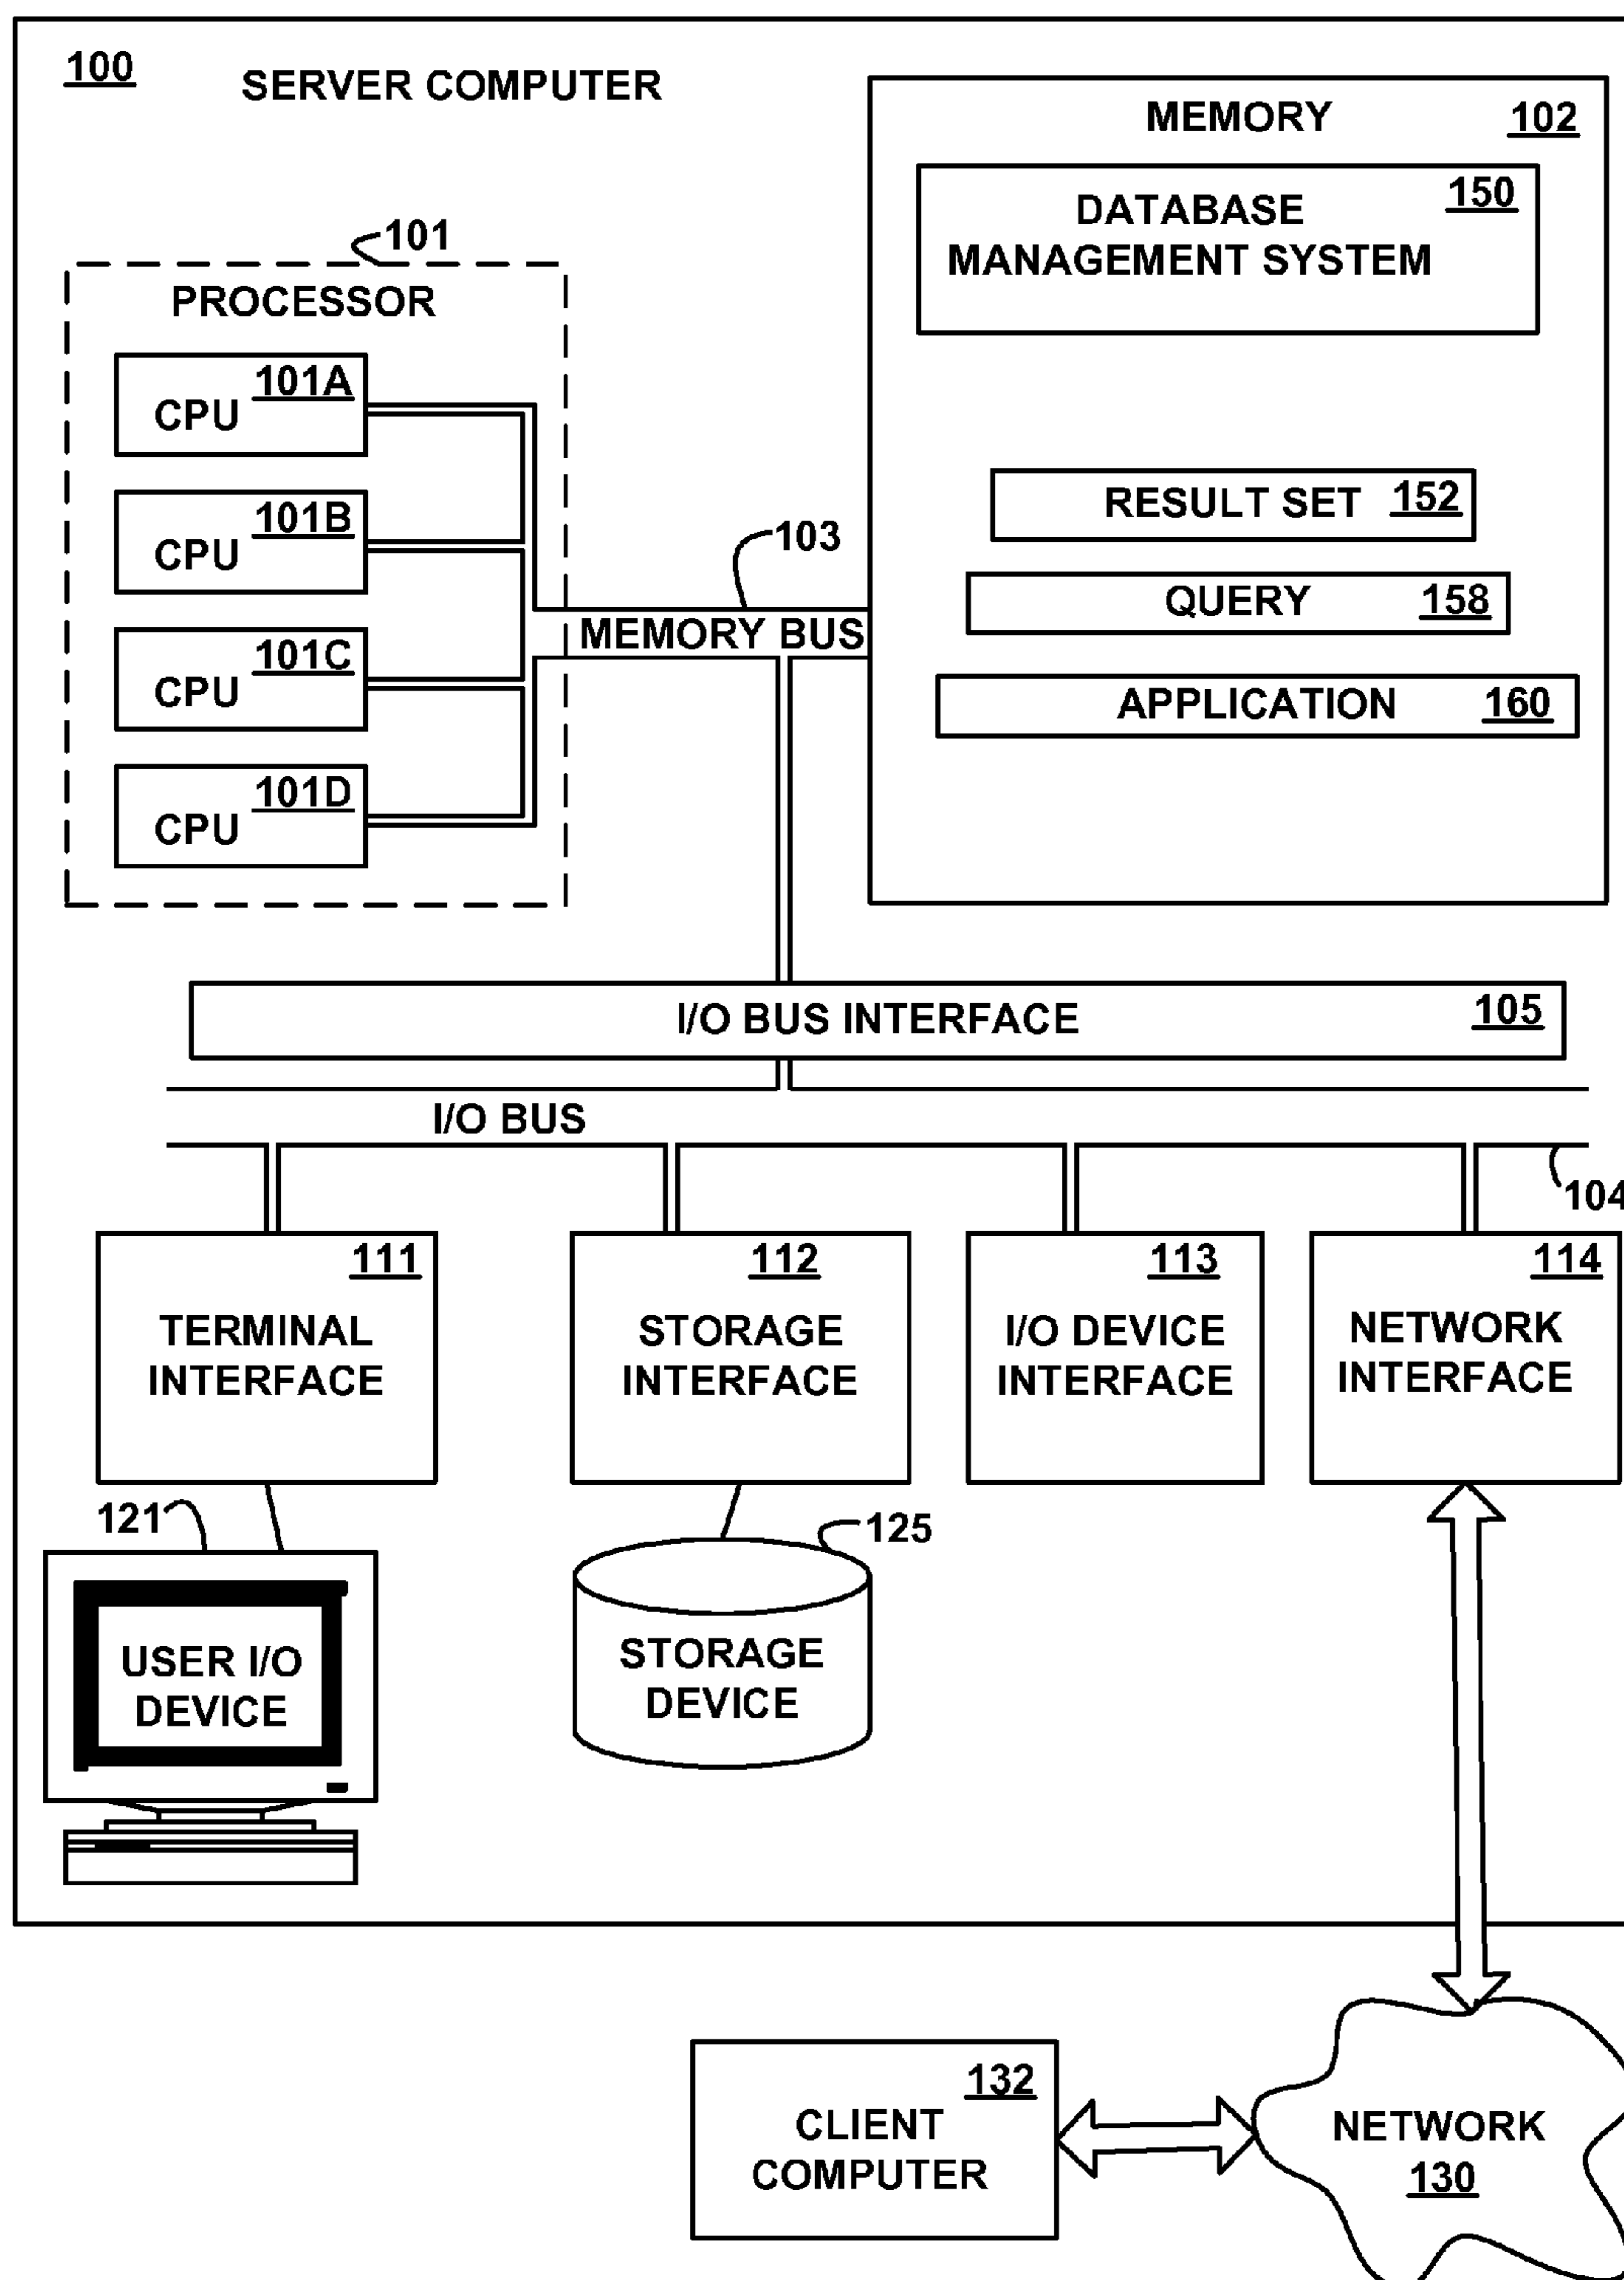 100
SERVER COMPUTER
MEMORY 102
DATABASE 150
MANAGEMENT SYSTEM
101
PROCESSOR
101A
CPU
101B
CPU
101C
CPU
101D
CPU
RESULT SET 152
103
MEMORY BUS
QUERY 158
APPLICATION 160
I/O BUS INTERFACE 105
I/O BUS
104
111
TERMINAL
INTERFACE
112
STORAGE
INTERFACE
113
I/O DEVICE
INTERFACE
114
NETWORK
INTERFACE
121
USER I/O
DEVICE
125
STORAGE
DEVICE
132
CLIENT
COMPUTER
NETWORK
130